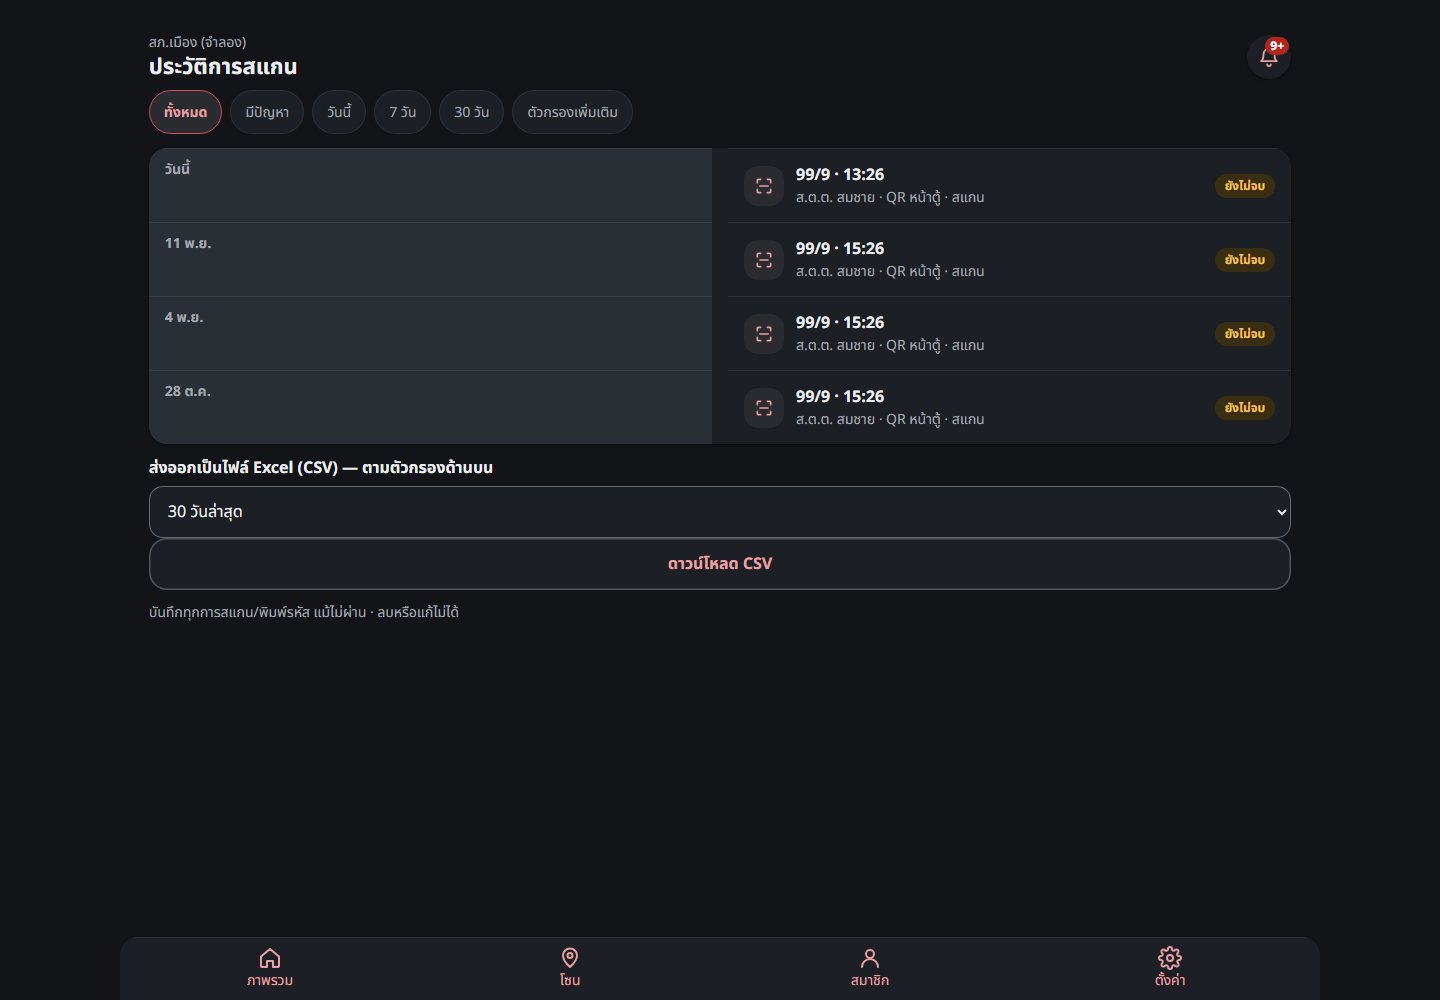 สภ.เมือง (จำลอง)
ประวัติการสแกน
9+
ทั้งหมด
มีปัญหา
วันนี้
7 วัน
30 วัน
ตัวกรองเพิ่มเติม
วันนี้
99/9 · 13:26
ส.ต.ต. สมชาย · QR หน้าตู้ · สแกน
ยังไม่จบ
11 พ.ย.
99/9 · 15:26
ส.ต.ต. สมชาย · QR หน้าตู้ · สแกน
ยังไม่จบ
4 พ.ย.
99/9 · 15:26
ส.ต.ต. สมชาย · QR หน้าตู้ · สแกน
ยังไม่จบ
28 ต.ค.
99/9 · 15:26
ส.ต.ต. สมชาย · QR หน้าตู้ · สแกน
ยังไม่จบ
ส่งออกเป็นไฟล์ Excel (CSV) — ตามตัวกรองด้านบน
30 วันล่าสุด
ดาวน์โหลด CSV
บันทึกทุกการสแกน/พิมพ์รหัส แม้ไม่ผ่าน · ลบหรือแก้ไม่ได้
ภาพรวม
โซน
สมาชิก
ตั้งค่า